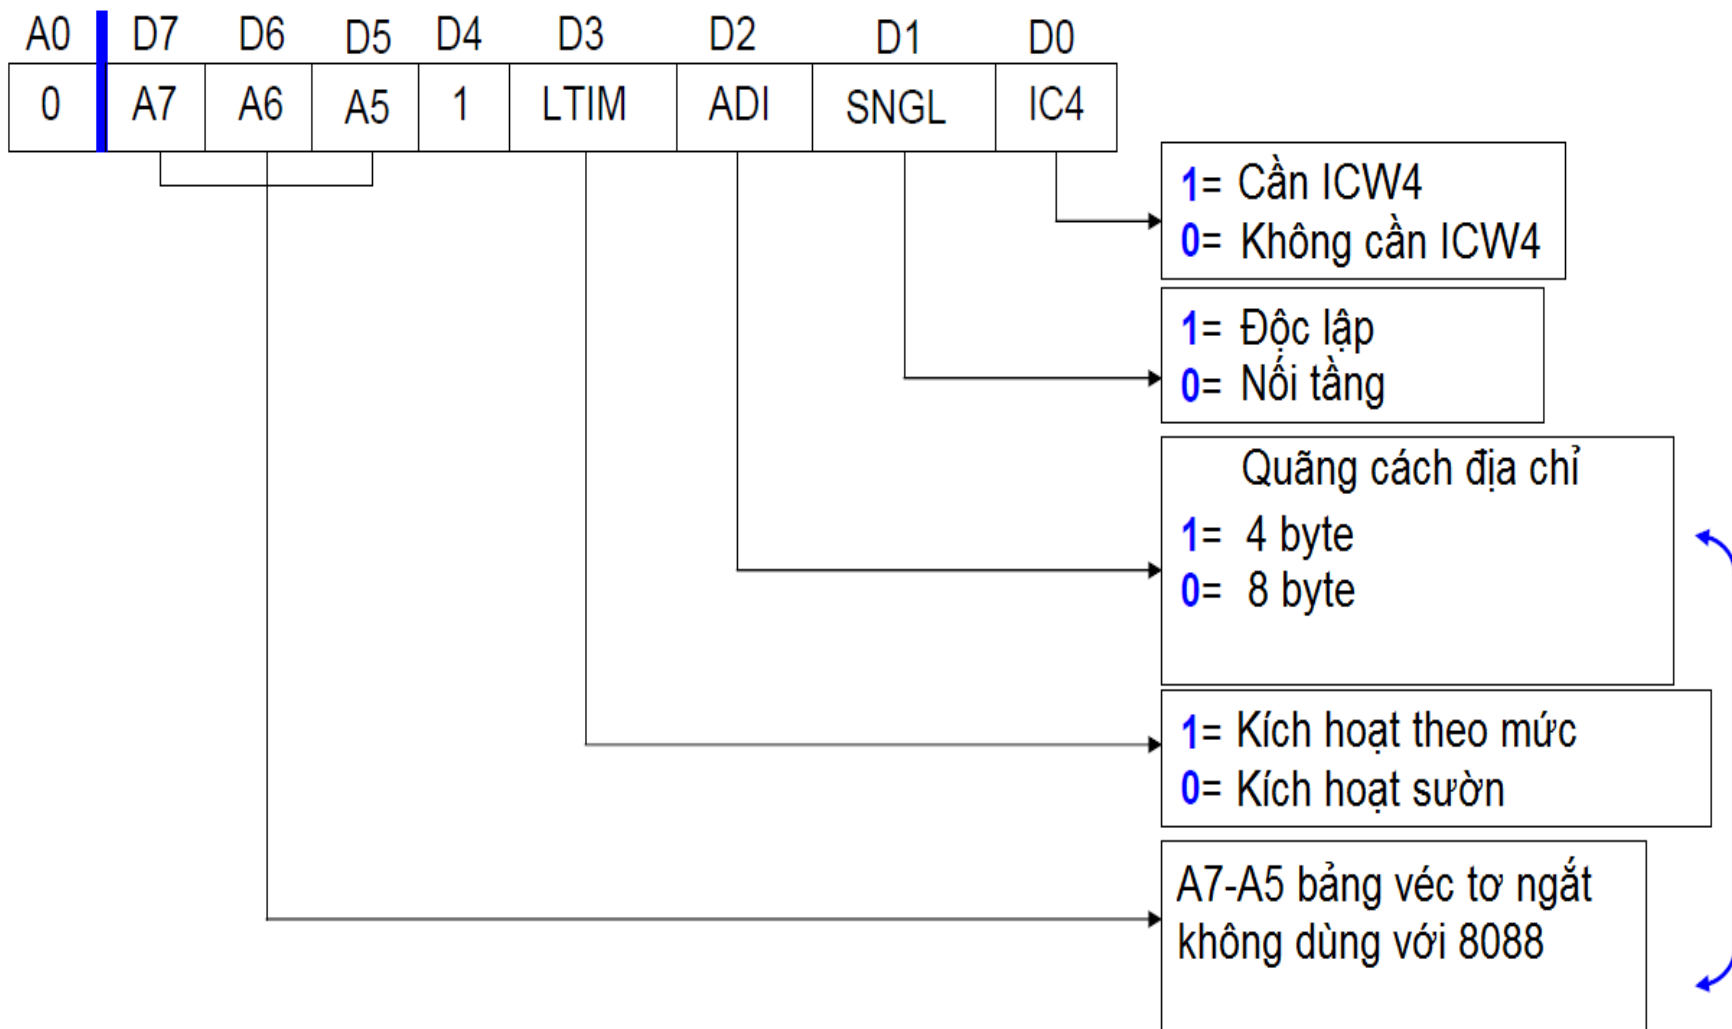 A0 D7 D6 D5 D4 D3 D2 D1 D0
0 A7 A6 A5 1 LTIM ADI SNGL IC4
1= Cần ICW4
0= Không cần ICW4
1= Độc lập
0= Nối tầng
Quãng cách địa chỉ
1= 4 byte
0= 8 byte
1= Kích hoạt theo mức
0= Kích hoạt sườn
A7-A5 bảng véc tơ ngắt
không dùng với 8088